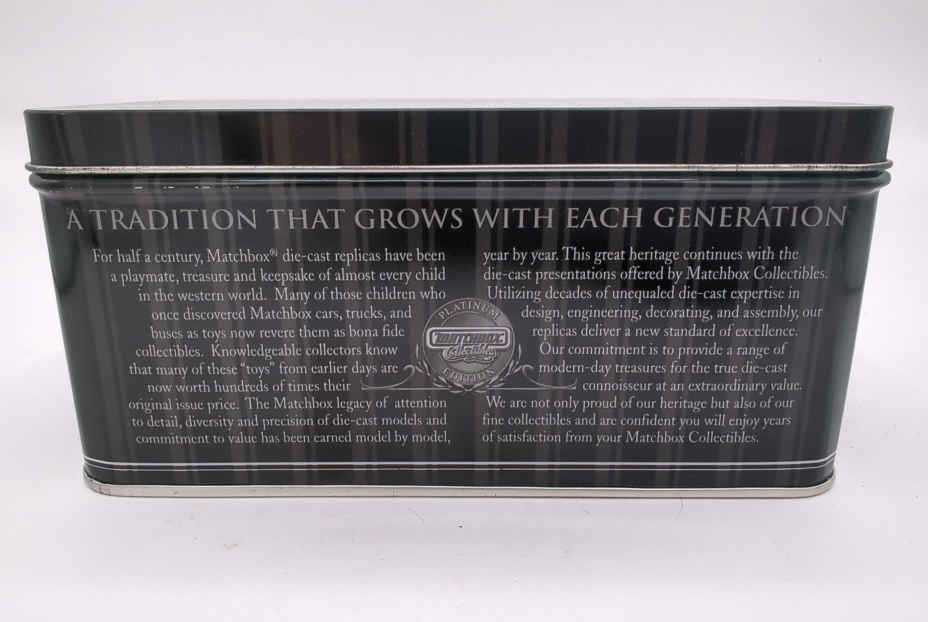 A TRADITION THAT GROWS WITH EACH GENERATION
For half a century, Matchbox® die-cast replicas have been
a playmate, treasure and keepsake of almost every child
in the western world. Many of those children who
once discovered Matchbox cars, trucks, and
buses as toys now revere them as bona fide
collectibles. Knowledgeable collectors know
that many of these “toys” from earlier days are
now worth hundreds of times their
original issue price. The Matchbox legacy of attention
to detail, diversity and precision of die-cast models and
commitment to value has been earned model by model,
PLATINUM
MATCHBOX
Collectibles
EDITION
year by year. This great heritage continues with the
die-cast presentations offered by Matchbox Collectibles.
Utilizing decades of unequaled die-cast expertise in
design, engineering, decorating, and assembly, our
replicas deliver a new standard of excellence.
Our commitment is to provide a range of
modern-day treasures for the true die-cast
connoisseur at an extraordinary value.
We are not only proud of our heritage but also of our
fine collectibles and are confident you will enjoy years
of satisfaction from your Matchbox Collectibles.